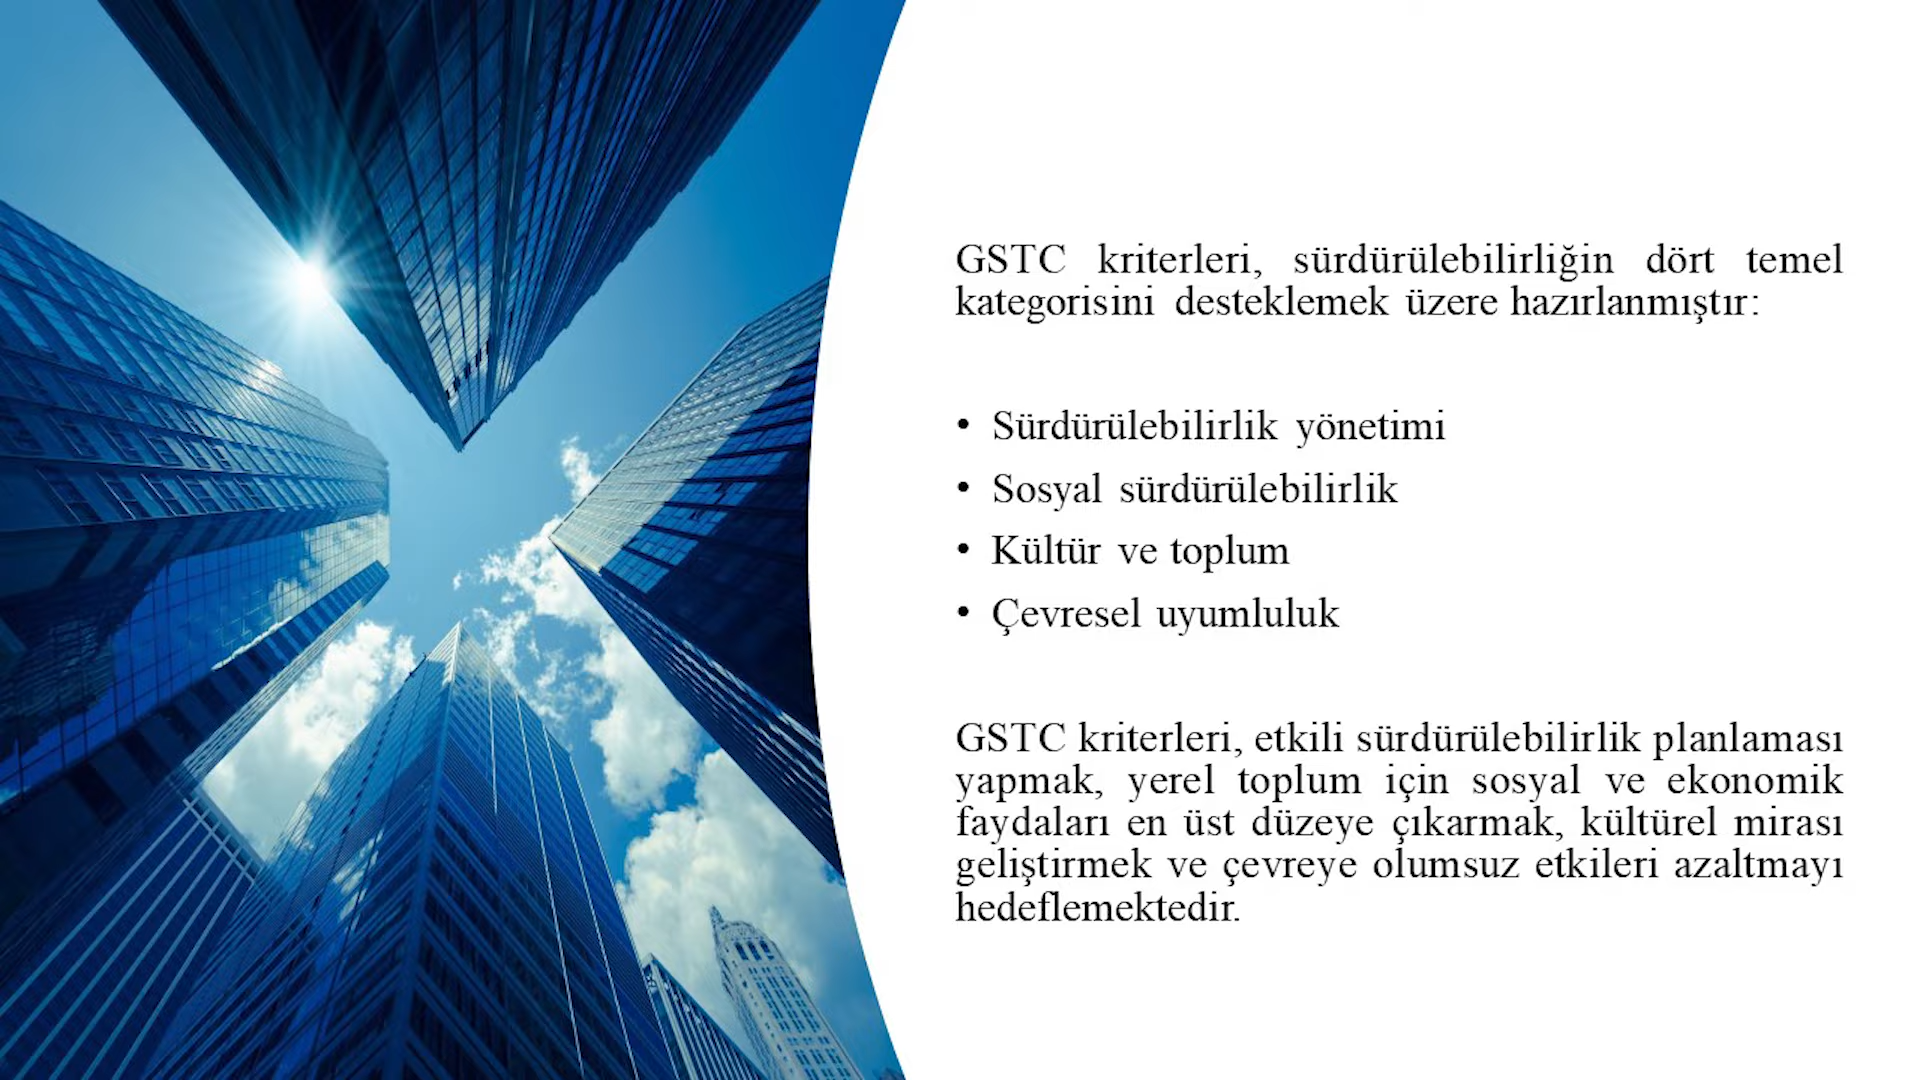 GSTC kriterleri, sürdürülebilirliğin dört temel
kategorisini desteklemek üzere hazırlanmıştır:
• Sürdürülebilirlik yönetimi
• Sosyal sürdürülebilirlik
• Kültür ve toplum
• Çevresel uyumluluk
GSTC kriterleri, etkili sürdürülebilirlik planlaması
yapmak, yerel toplum için sosyal ve ekonomik
faydaları en üst düzeye çıkarmak, kültürel mirası
geliştirmek ve çevreye olumsuz etkileri azaltmayı
hedeflemektedir.